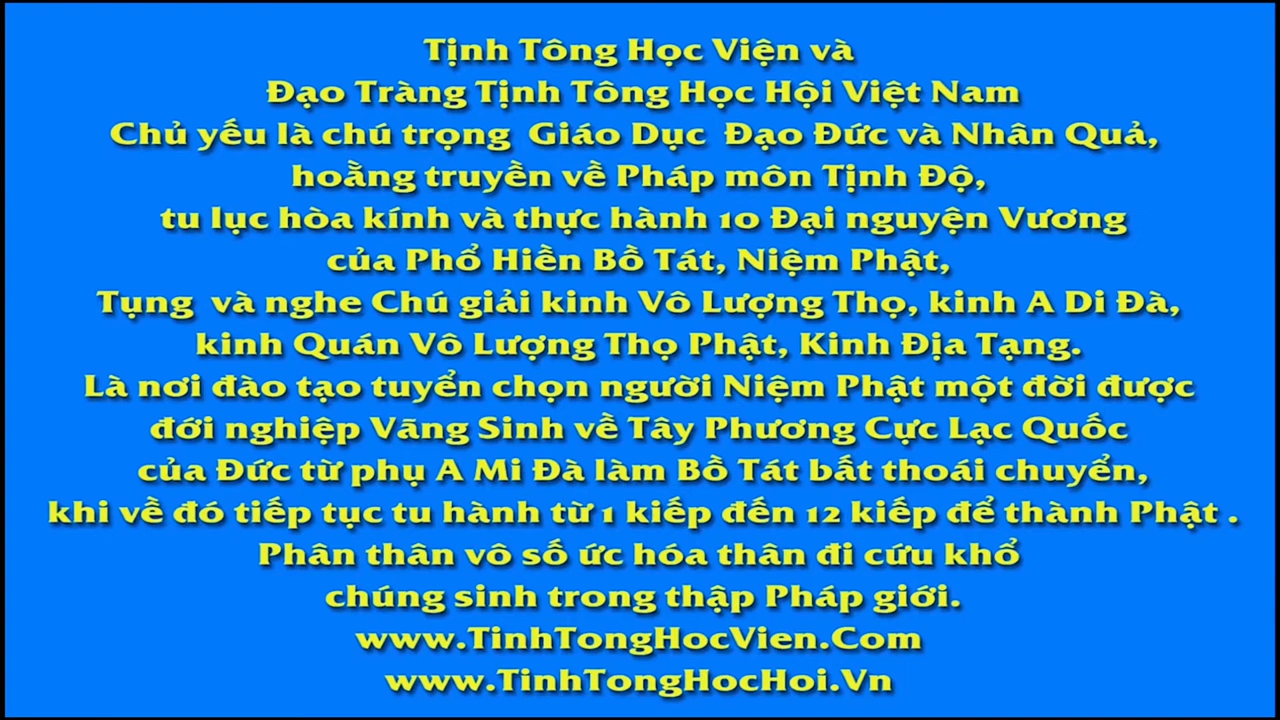 Tịnh Tông Học Viện và
Đạo Tràng Tịnh Tông Học Hội Việt Nam
Chủ yếu là chú trọng Giáo Dục Đạo Đức và Nhân Quả,
hoằng truyền về Pháp môn Tịnh Độ,
tu lục hòa kính và thực hành 10 Đại nguyện Vương
của Phổ Hiền Bồ Tát, Niệm Phật,
Tụng và nghe Chú giải kinh Vô Lượng Thọ, kinh A Di Đà,
kinh Quán Vô Lượng Thọ Phật, Kinh Địa Tạng.
Là nơi đào tạo tuyển chọn người Niệm Phật một đời được
đới nghiệp Vãng Sinh về Tây Phương Cực Lạc Quốc
của Đức từ phụ A Mi Đà làm Bồ Tát bất thoái chuyển,
khi về đó tiếp tục tu hành từ 1 kiếp đến 12 kiếp để thành Phật .
Phân thân vô số ức hóa thân đi cứu khổ
chúng sinh trong thập Pháp giới.
www.TinhTongHocVien.Com
www.TinhTongHocHoi.Vn